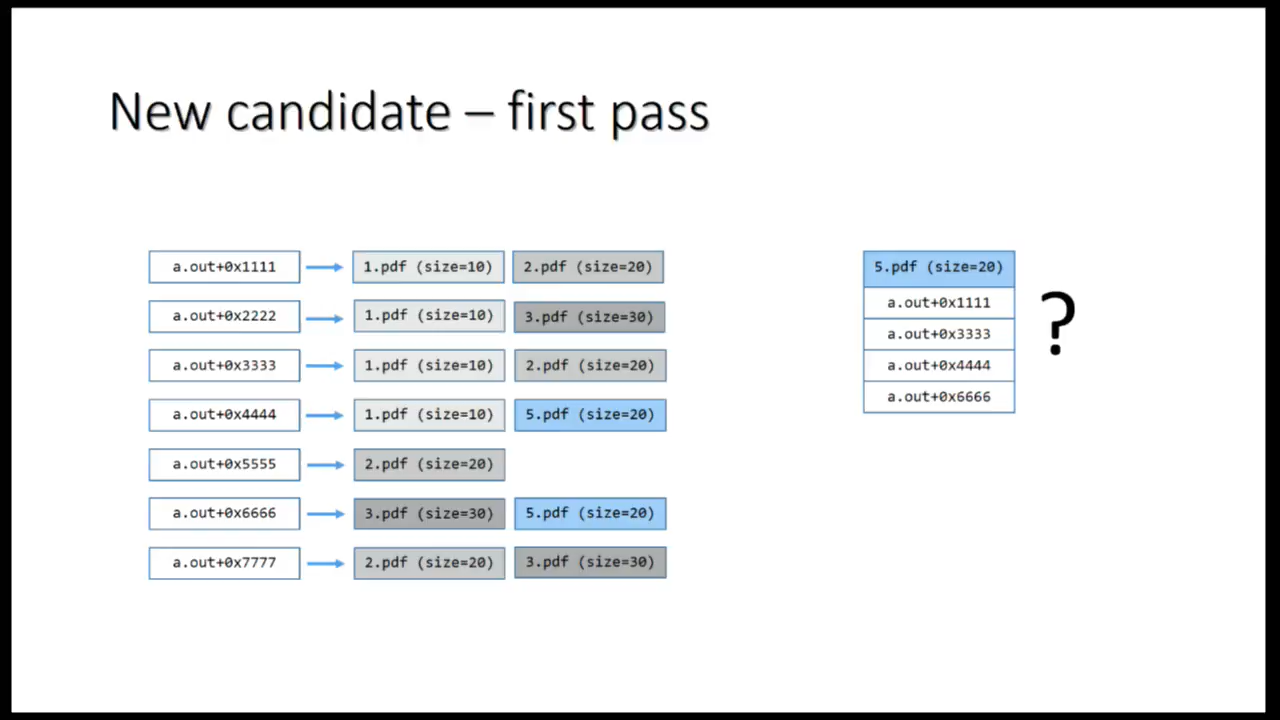 New candidate – first pass
a.out+0x1111 1.pdf (size=10) 2.pdf (size=20)
a.out+0x2222 1.pdf (size=10) 3.pdf (size=30)
a.out+0x3333 1.pdf (size=10) 2.pdf (size=20)
a.out+0x4444 1.pdf (size=10) 5.pdf (size=20)
a.out+0x5555 2.pdf (size=20)
a.out+0x6666 3.pdf (size=30) 5.pdf (size=20)
a.out+0x7777 2.pdf (size=20) 3.pdf (size=30)
5.pdf (size=20)
a.out+0x1111
a.out+0x3333
a.out+0x4444
a.out+0x6666
?